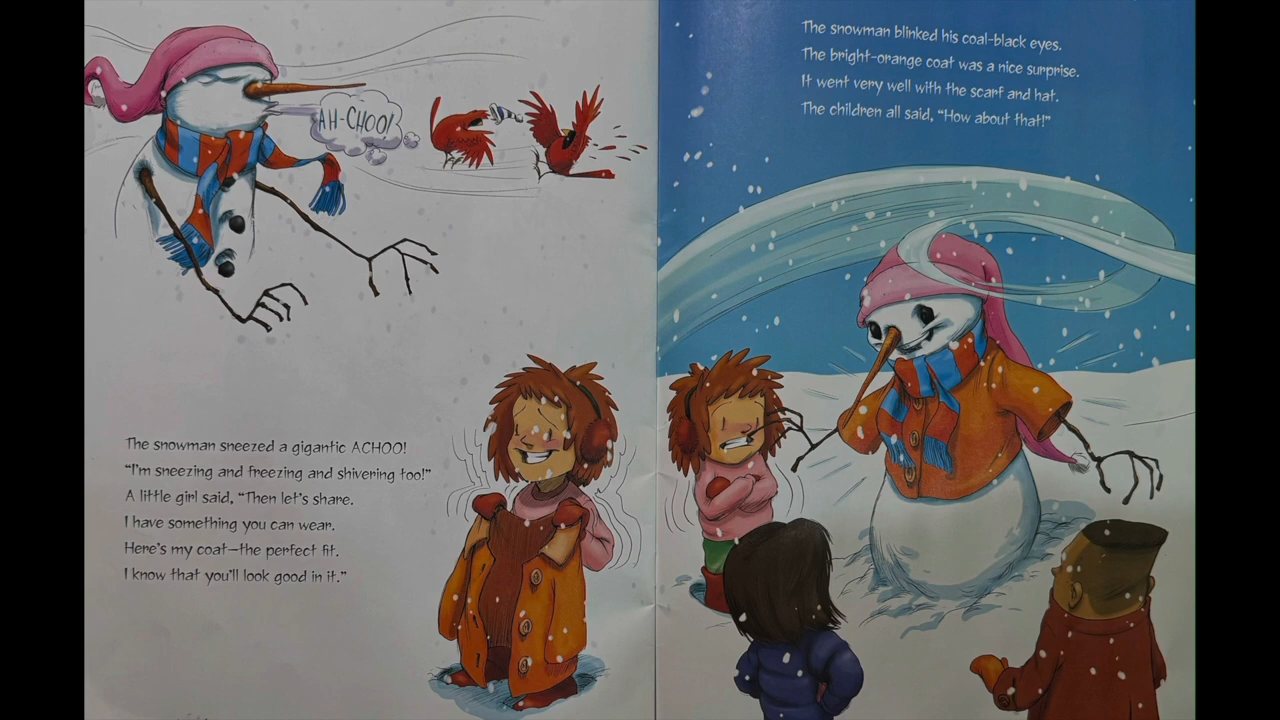 AH-CHOO!
The snowman sneezed a gigantic ACHOO!
“I’m sneezing and freezing and shivering too!”
A little girl said, “Then let’s share.
I have something you can wear.
Here’s my coat—the perfect fit.
I know that you’ll look good in it.”
The snowman blinked his coal-black eyes.
The bright-orange coat was a nice surprise.
It went very well with the scarf and hat.
The children all said, “How about that!”